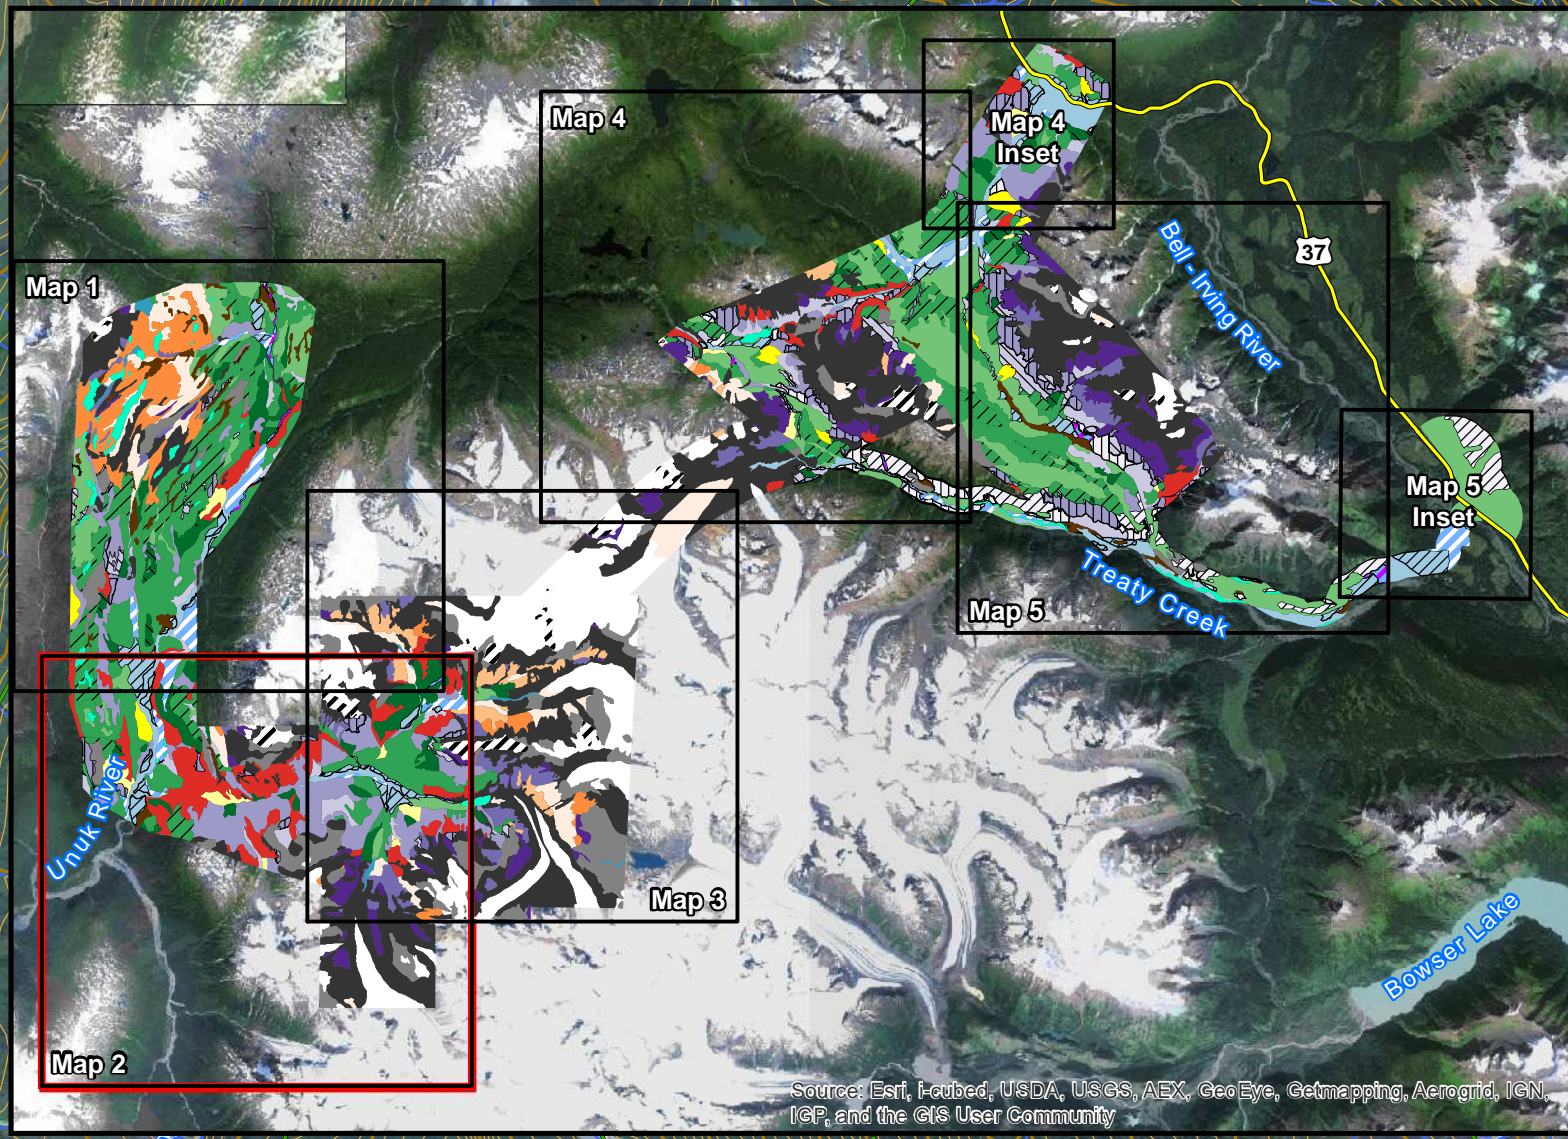 Map 4
Map 4
Inset
37
Bell - Irving River
Map 1
Map 5
Inset
Treaty Creek
Map 5
Unuk River
Map 3
Bowser Lake
Map 2
Source: Esri, i-cubed, USDA, USGS, AEX, GeoEye, Getmapping, Aerogrid, IGN,
IGP, and the GIS User Community